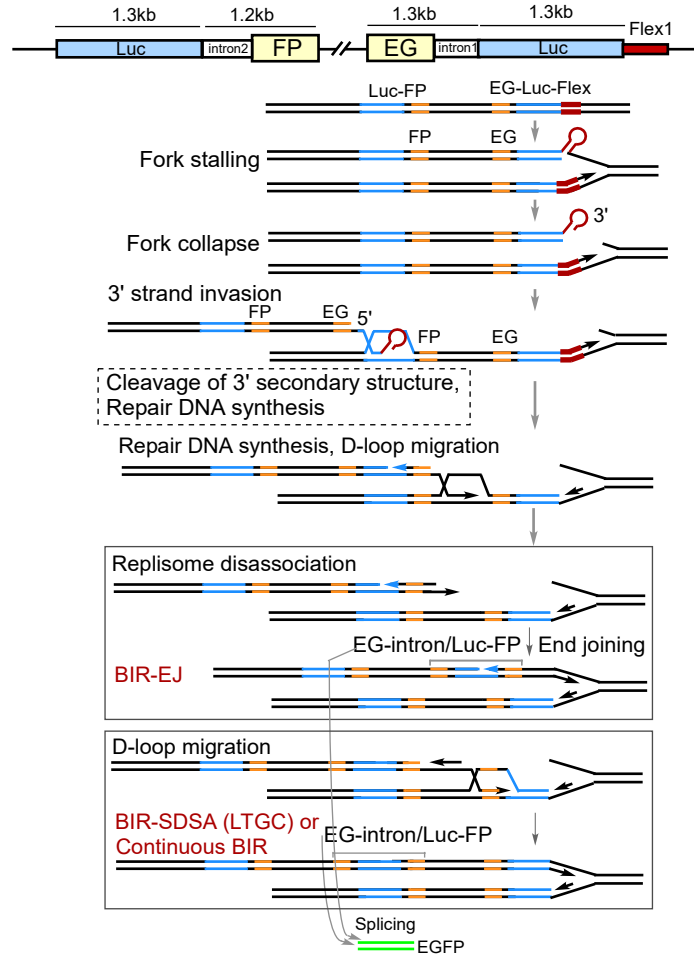 1.3kb 1.2kb 1.3kb 1.3kb
Flex1
Luc intron2 FP EG intron1 Luc
Luc-FP EG-Luc-Flex
FP EG
Fork stalling
3'
Fork collapse
3' strand invasion
FP EG 5'
FP EG
Cleavage of 3' secondary structure,
Repair DNA synthesis
Repair DNA synthesis, D-loop migration
Replisome disassociation
EG-intron/Luc-FP End joining
BIR-EJ
D-loop migration
BIR-SDSA (LTGC) or
EG-intron/Luc-FP
Continuous BIR
Splicing
EGFP